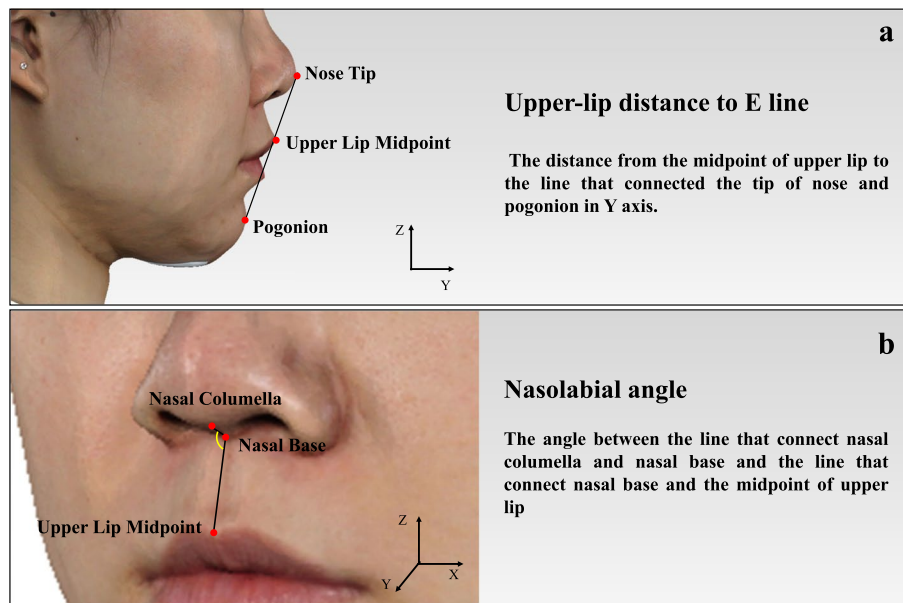 a
Nose Tip
Upper-lip distance to E line
Upper Lip Midpoint
The distance from the midpoint of upper lip to
the line that connected the tip of nose and
pogonion in Y axis.
Pogonion
Z
Y
b
Nasal Columella
Nasolabial angle
Nasal Base
The angle between the line that connect nasal
columella and nasal base and the line that
connect nasal base and the midpoint of upper
lip
Upper Lip Midpoint
Z
X
Y